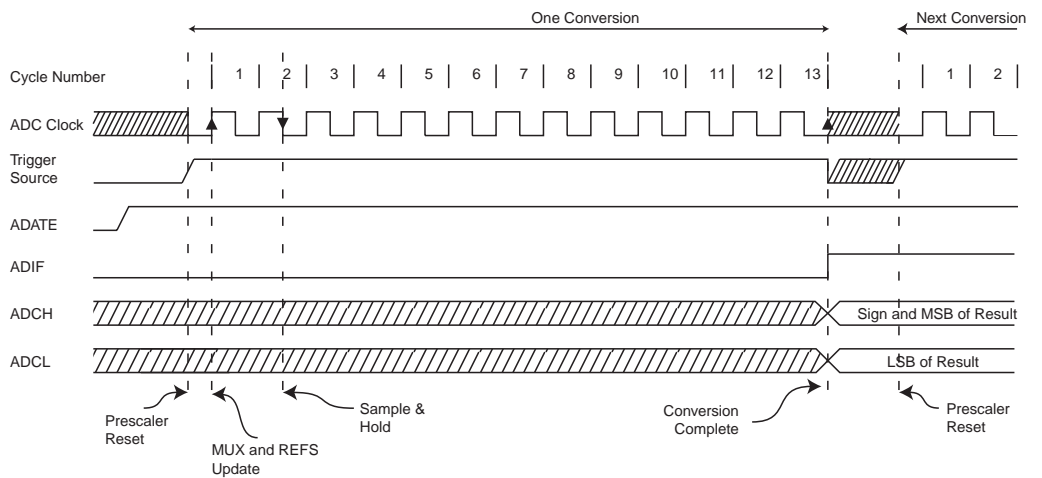 One Conversion
Next Conversion
Cycle Number
1 2 3 4 5 6 7 8 9 10 11 12 13
1 2
ADC Clock
Trigger
Source
ADATE
ADIF
ADCH
Sign and MSB of Result
ADCL
LSB of Result
Prescaler
Reset
MUX and REFS
Update
Sample &
Hold
Conversion
Complete
Prescaler
Reset